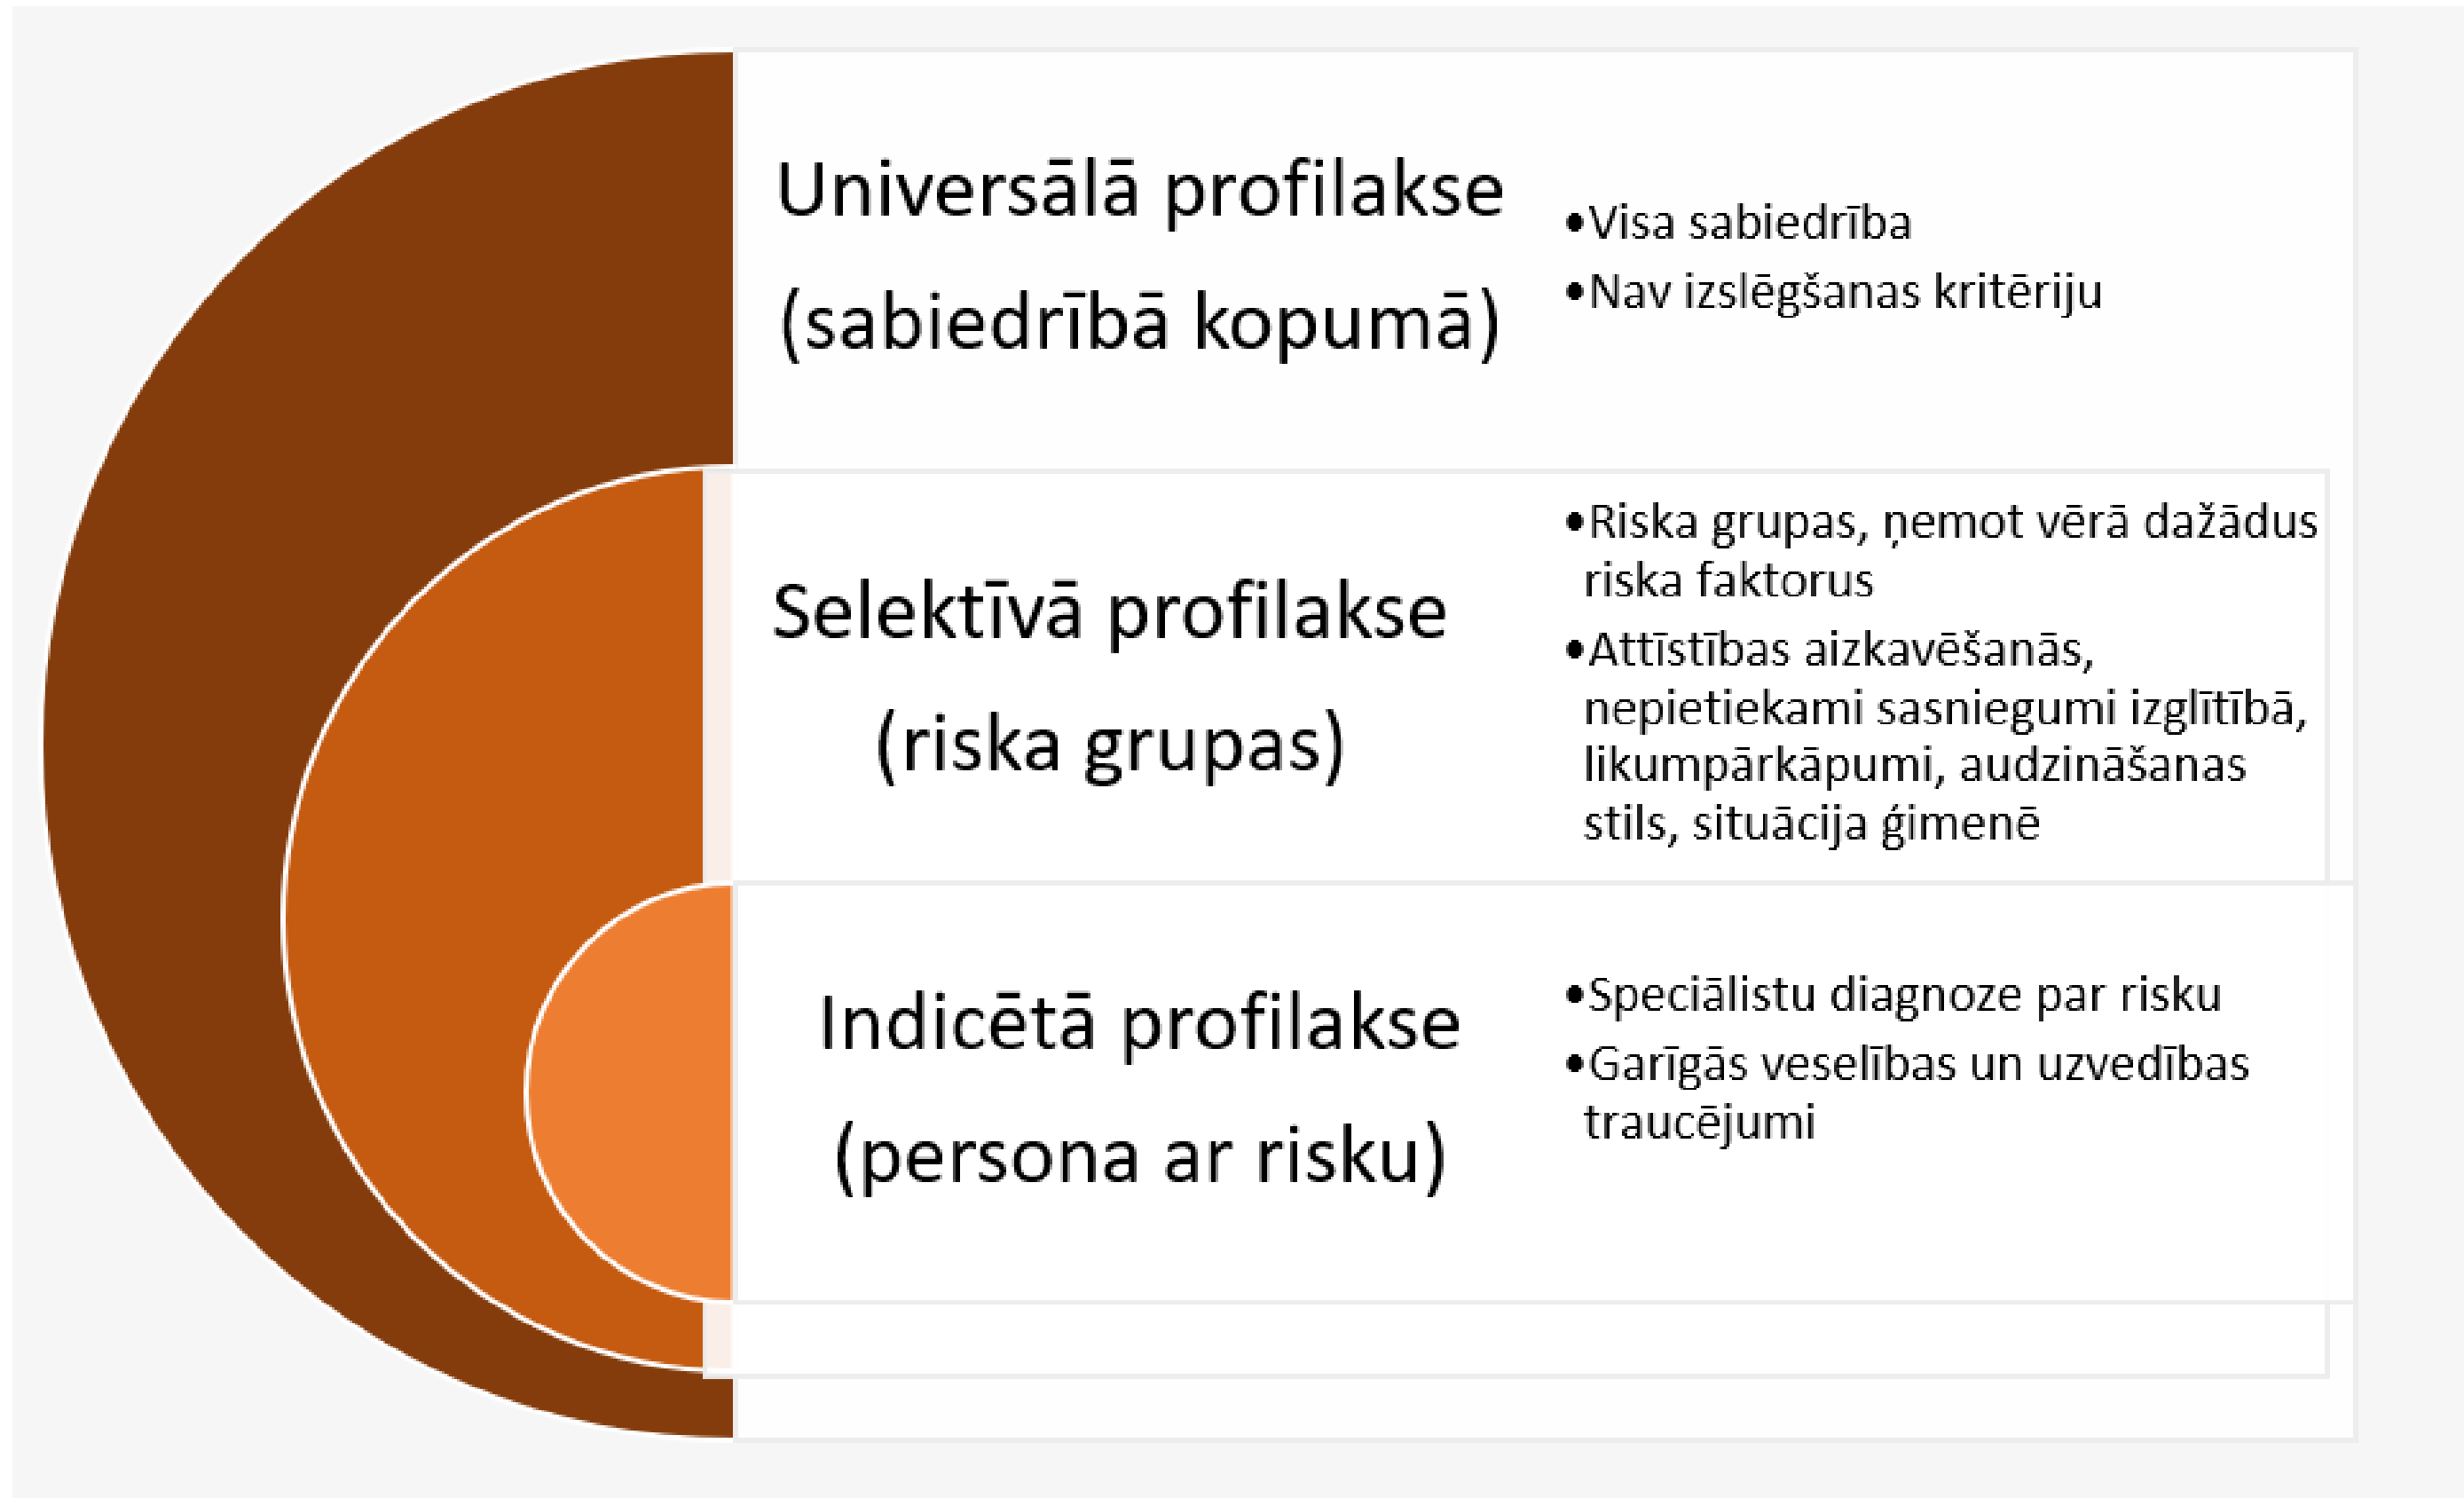 Universālā profilakse
(sabiedrībā kopumā)
•Visa sabiedrība
•Nav izslēgšanas kritēriju
Selektīvā profilakse
(riska grupas)
•Riska grupas, ņemot vērā dažādus
riska faktorus
•Attīstības aizkavēšanās,
nepietiekami sasniegumi izglītībā,
likumpārkāpumi, audzināšanas
stils, situācija ģimenē
Indicētā profilakse
(persona ar risku)
•Speciālistu diagnoze par risku
•Garīgās veselības un uzvedības
traucējumi